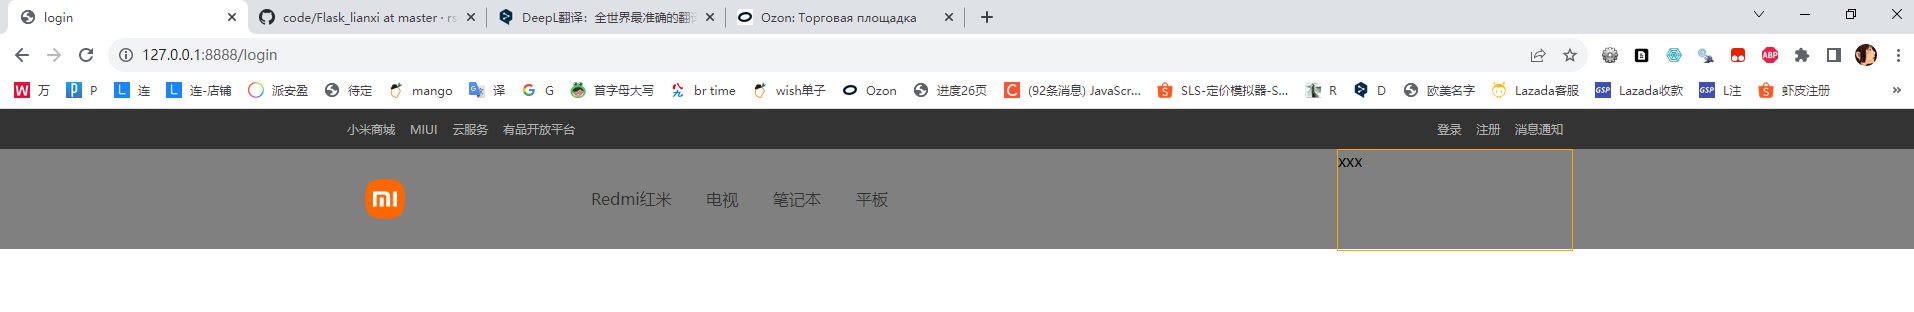 login
code/Flask_lianxi at master · rs
DeepL翻译：全世界最准确的翻译
Ozon: Торговая площадка
127.0.0.1:8888/login
万 P 连 连-店铺 派安盈 待定 mango 译 G 首字母大写 br time wish单子 Ozon 进度26页 (92条消息) JavaScr... SLS-定价模拟器-S... R D 欧美名字 Lazada客服 Lazada收款 L注 虾皮注册 »
小米商城 MIUI 云服务 有品开放平台 登录 注册 消息通知
xxx
Redmi红米 电视 笔记本 平板